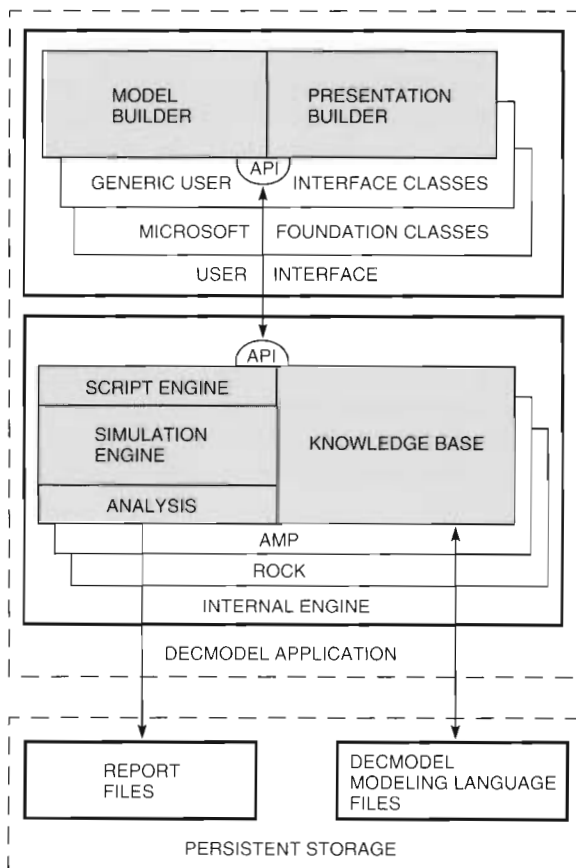 MODEL BUILDER
PRESENTATION BUILDER
API
GENERIC USER INTERFACE CLASSES
MICROSOFT FOUNDATION CLASSES
USER INTERFACE
API
SCRIPT ENGINE
SIMULATION ENGINE
ANALYSIS
KNOWLEDGE BASE
AMP
ROCK
INTERNAL ENGINE
DECMODEL APPLICATION
REPORT FILES
DECMODEL MODELING LANGUAGE FILES
PERSISTENT STORAGE